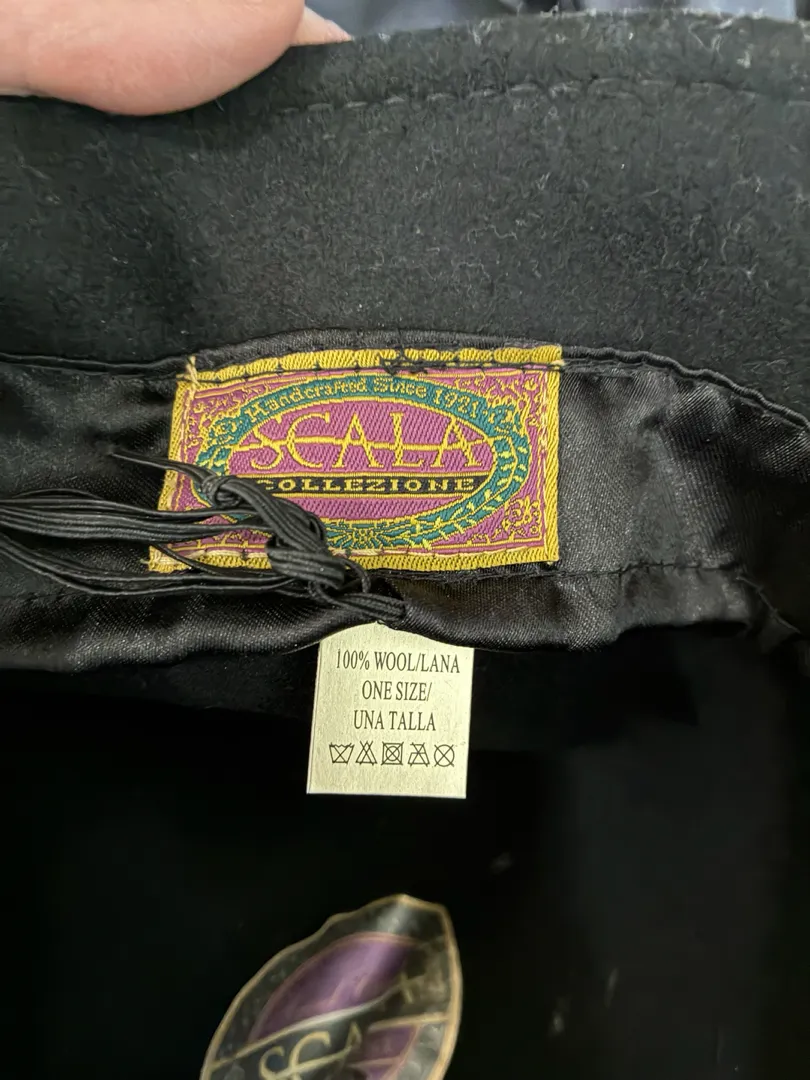 Handcrafted Since 1921
SCALA
COLLEZIONE
100% WOOL/LANA
ONE SIZE/
UNA TALLA